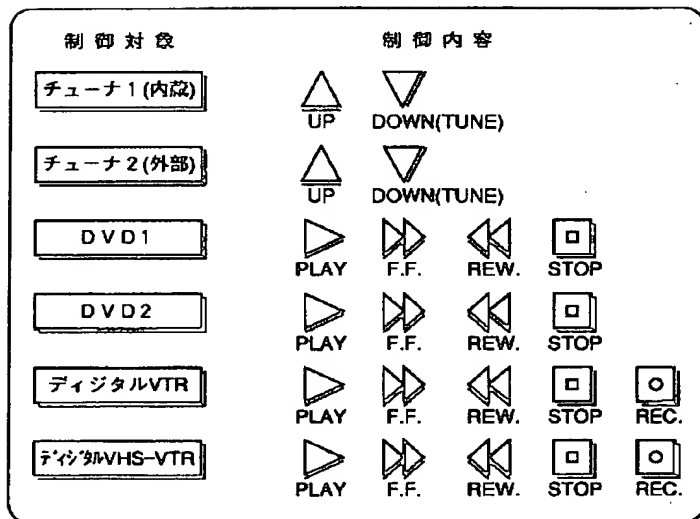 制御対象 制御内容
チューナ1(内蔵) UP DOWN(TUNE)
チューナ2(外部) UP DOWN(TUNE)
DVD1 PLAY F.F. REW. STOP
DVD2 PLAY F.F. REW. STOP
ディジタルVTR PLAY F.F. REW. STOP REC.
ディジタルVHS-VTR PLAY F.F. REW. STOP REC.